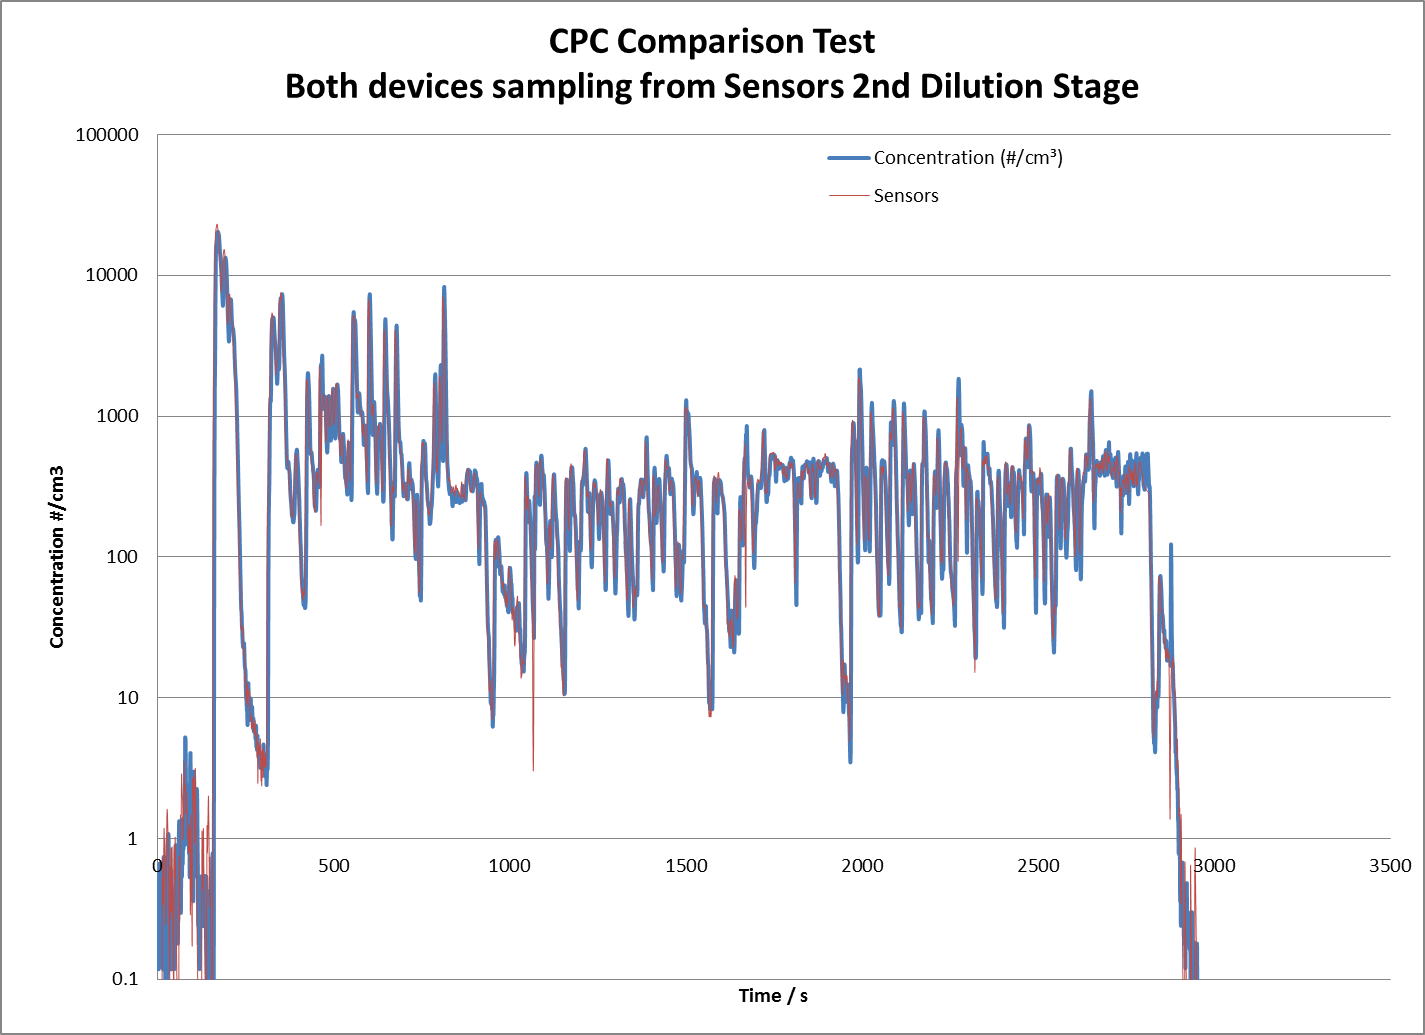 CPC Comparison Test
Both devices sampling from Sensors 2nd Dilution Stage
100000
Concentration (#/cm³)
Sensors
10000
1000
Concentration #/cm3
100
10
1
0 500 1000 1500 2000 2500 3000 3500
0.1
Time / s